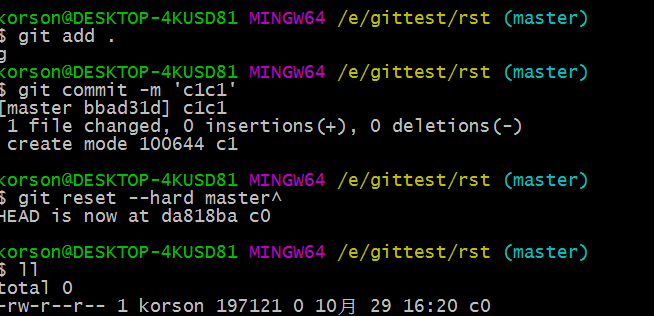 korson@DESKTOP-4KUSD81 MINGW64 /e/gittest/rst (master)
$ git add .
g
korson@DESKTOP-4KUSD81 MINGW64 /e/gittest/rst (master)
$ git commit -m 'c1c1'
[master bbad31d] c1c1
1 file changed, 0 insertions(+), 0 deletions(-)
create mode 100644 c1
korson@DESKTOP-4KUSD81 MINGW64 /e/gittest/rst (master)
$ git reset --hard master^
HEAD is now at da818ba c0
korson@DESKTOP-4KUSD81 MINGW64 /e/gittest/rst (master)
$ ll
total 0
-rw-r--r-- 1 korson 197121 0 10月 29 16:20 c0